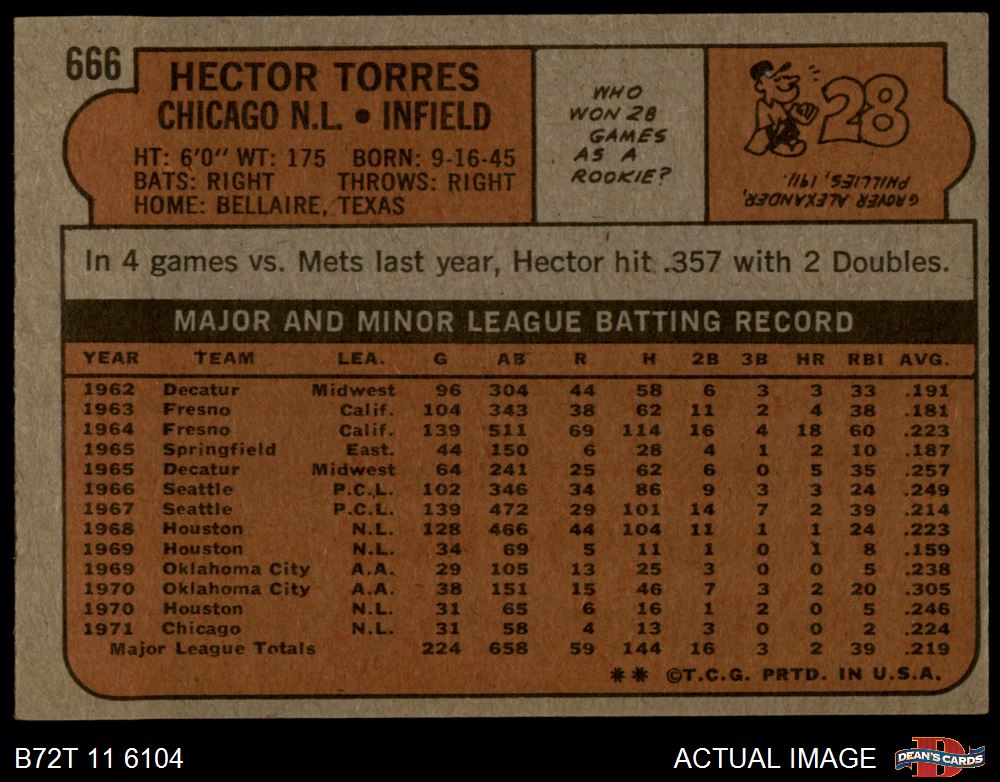 666
HECTOR TORRES
CHICAGO N.L. • INFIELD
HT: 6'0" WT: 175 BORN: 9-16-45
BATS: RIGHT THROWS: RIGHT
HOME: BELLAIRE, TEXAS
WHO
WON 28
GAMES
AS A
ROOKIE?
28
GROVER ALEXANDER,
PHILLIES, 1911.
In 4 games vs. Mets last year, Hector hit .357 with 2 Doubles.
MAJOR AND MINOR LEAGUE BATTING RECORD
YEAR TEAM LEA. G AB R H 2B 3B HR RBI AVG.
1962 Decatur Midwest 96 304 44 58 6 3 3 33 .191
1963 Fresno Calif. 104 343 38 62 11 2 4 38 .181
1964 Fresno Calif. 139 511 69 114 16 4 18 60 .223
1965 Springfield East. 44 150 6 28 4 1 2 10 .187
1965 Decatur Midwest 64 241 25 62 6 0 5 35 .257
1966 Seattle P.C.L. 102 346 34 86 9 3 3 24 .249
1967 Seattle P.C.L. 139 472 29 101 14 7 2 39 .214
1968 Houston N.L. 128 466 44 104 11 1 1 24 .223
1969 Houston N.L. 34 69 5 11 1 0 1 8 .159
1969 Oklahoma City A.A. 29 105 13 25 3 0 0 5 .238
1970 Oklahoma City A.A. 38 151 15 46 7 3 2 20 .305
1970 Houston N.L. 31 65 6 16 1 2 0 5 .246
1971 Chicago N.L. 31 58 4 13 3 0 0 2 .224
Major League Totals 224 658 59 144 16 3 2 39 .219
** ©T.C.G. PRTD. IN U.S.A.
B72T 11 6104
ACTUAL IMAGE
D
DEAN'S CARDS